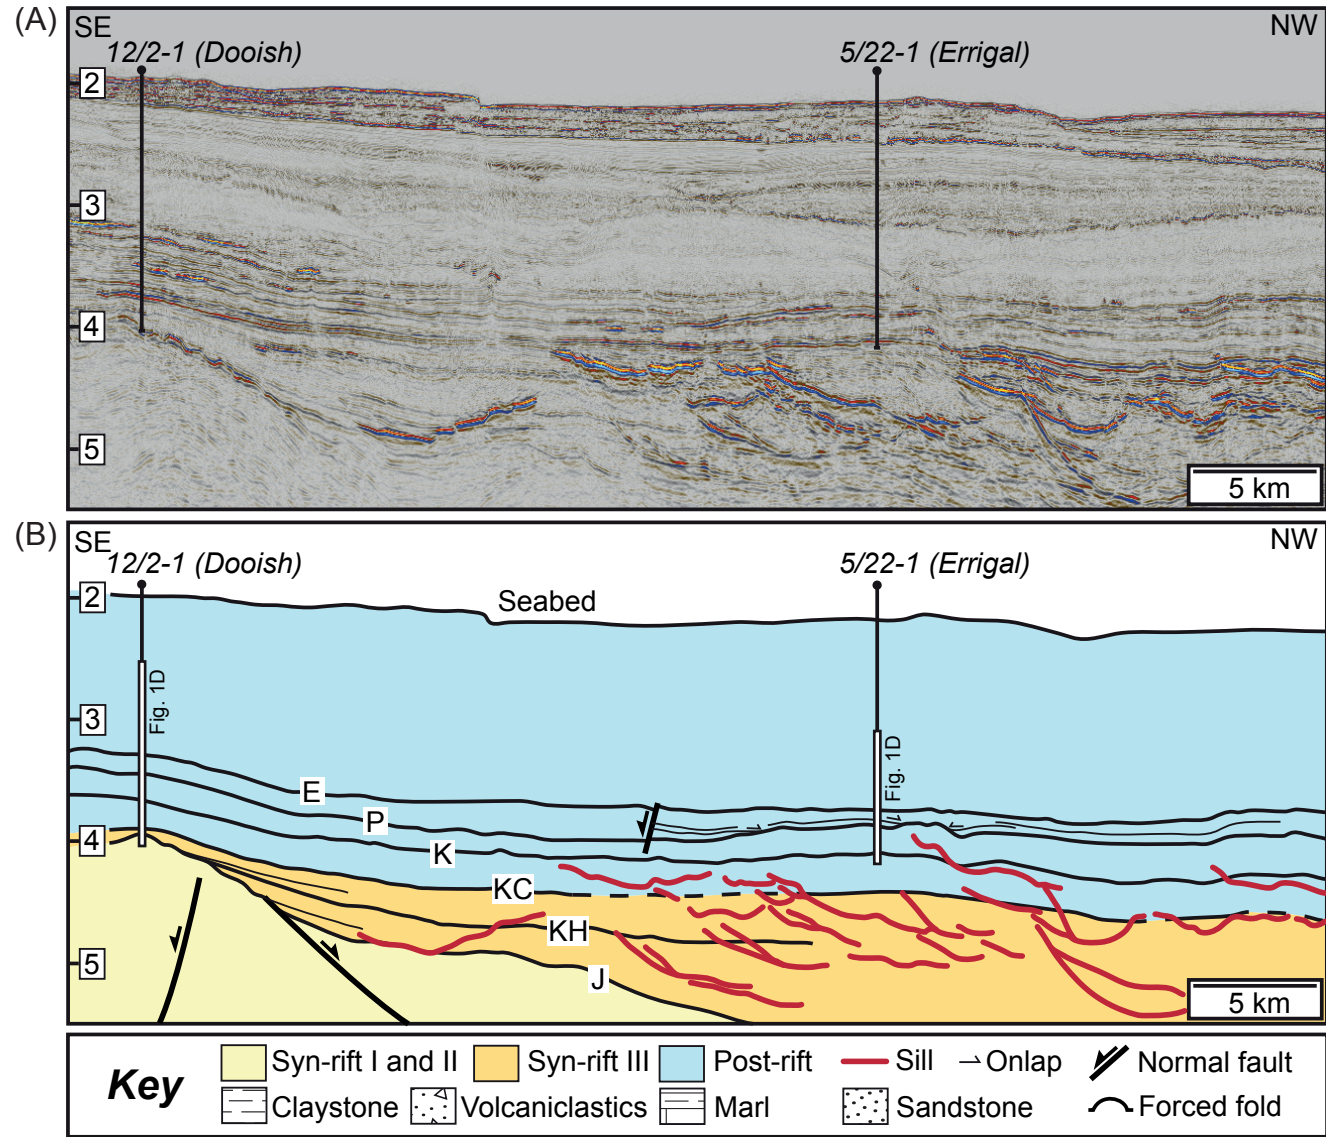 (A)
SE
NW
12/2-1 (Dooish)
5/22-1 (Errigal)
2
3
4
5
5 km
(B)
SE
NW
12/2-1 (Dooish)
5/22-1 (Errigal)
2
Seabed
Fig. 1D
3
Fig. 1D
E
P
4
K
KC
KH
5
J
5 km
Key
Syn-rift I and II
Syn-rift III
Post-rift
Sill
Onlap
Normal fault
Claystone
Volcaniclastics
Marl
Sandstone
Forced fold